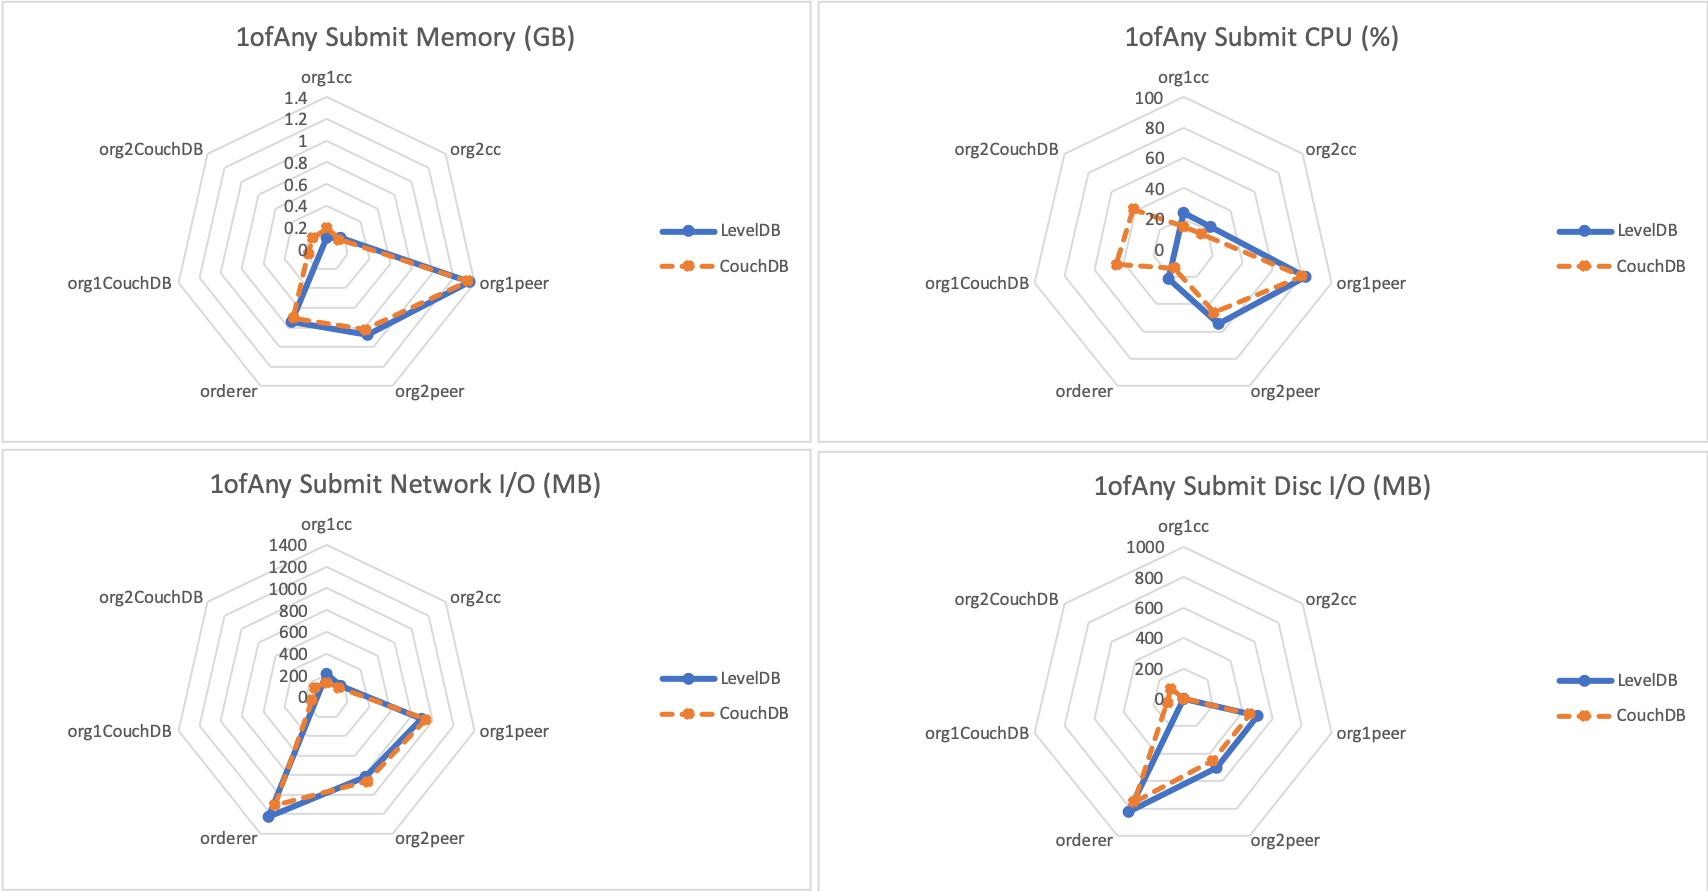 1ofAny Submit Memory (GB)
org1cc
1.4
1.2
1
0.8
0.6
0.4
0.2
0
org2CouchDB
org2cc
org1CouchDB
org1peer
orderer
org2peer
LevelDB
CouchDB
1ofAny Submit CPU (%)
org1cc
100
80
60
40
20
0
org2CouchDB
org2cc
org1CouchDB
org1peer
orderer
org2peer
LevelDB
CouchDB
1ofAny Submit Network I/O (MB)
org1cc
1400
1200
1000
800
600
400
200
0
org2CouchDB
org2cc
org1CouchDB
org1peer
orderer
org2peer
LevelDB
CouchDB
1ofAny Submit Disc I/O (MB)
org1cc
1000
800
600
400
200
0
org2CouchDB
org2cc
org1CouchDB
org1peer
orderer
org2peer
LevelDB
CouchDB